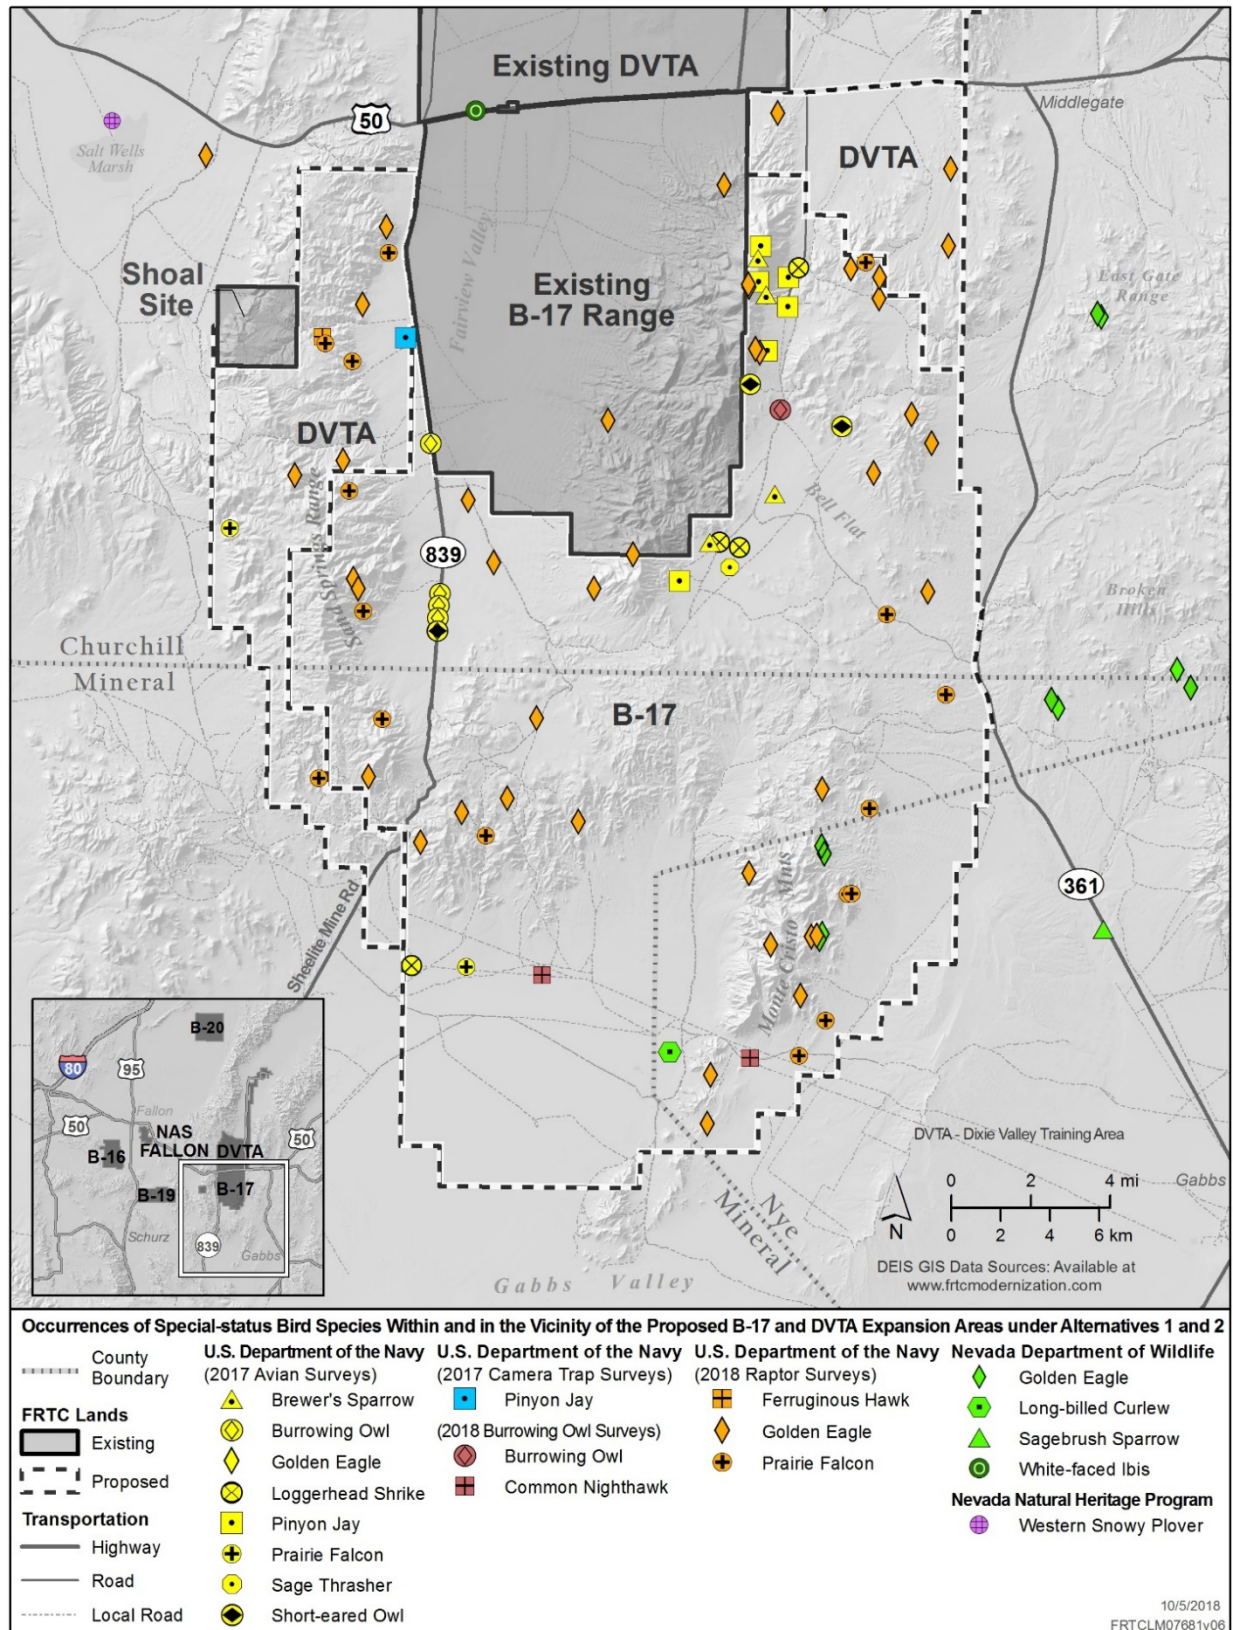 Existing DVTA
50
Middlegate
Salt Wells
Marsh
DVTA
Fairview Valley
Shoal
Site
Existing
B-17 Range
East Gate
Range
DVTA
Sand Springs Range
Bell Flat
839
Broken
Hills
Churchill
Mineral
B-17
Monte Cristo Mnts
361
Sheelite Mine Rd
B-20
80
95
Fallon
50
NAS
FALLON
DVTA
50
B-16
B-19
B-17
Schurz
839
Gabbs
Nye
Mineral
Gabbs Valley
DVTA - Dixie Valley Training Area
0 2 4 mi
0 2 4 6 km
N
Gabbs
DEIS GIS Data Sources: Available at
www.frtcmodernization.com
Occurrences of Special-status Bird Species Within and in the Vicinity of the Proposed B-17 and DVTA Expansion Areas under Alternatives 1 and 2
County
Boundary
FRTC Lands
Existing
Proposed
Transportation
Highway
Road
Local Road
U.S. Department of the Navy
(2017 Avian Surveys)
Brewer's Sparrow
Burrowing Owl
Golden Eagle
Loggerhead Shrike
Pinyon Jay
Prairie Falcon
Sage Thrasher
Short-eared Owl
U.S. Department of the Navy
(2017 Camera Trap Surveys)
Pinyon Jay
(2018 Burrowing Owl Surveys)
Burrowing Owl
Common Nighthawk
U.S. Department of the Navy
(2018 Raptor Surveys)
Ferruginous Hawk
Golden Eagle
Prairie Falcon
Nevada Department of Wildlife
Golden Eagle
Long-billed Curlew
Sagebrush Sparrow
White-faced Ibis
Nevada Natural Heritage Program
Western Snowy Plover
10/5/2018
FRTCLM07681v06